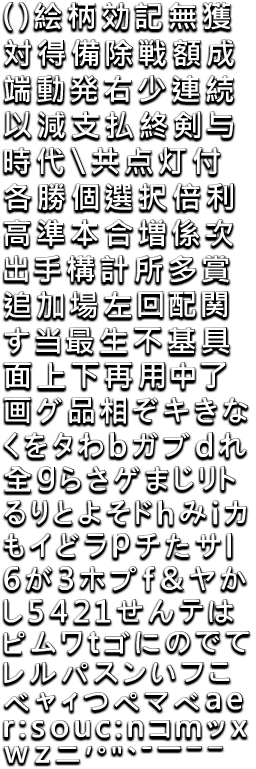 ()絵柄効記無獲
対得備除戦額成
端動発右少連続
以減支払終剣与
時代\共点灯付
各勝個選択倍利
高準本合増係次
出手構計所多賞
追加場左回配関
す当最生不基具
面上下再用中了
画グ品相ぞキきな
くをタわbガブdれ
全gらさゲまじリト
るりとよそドhみiカ
もイどラpチたサl
6が3ホプf&ヤか
し5421せんテは
ピムワtゴにのでて
レルパスンいフこ
ベャィつペマべae
r:souc:nコmッx
wzニ